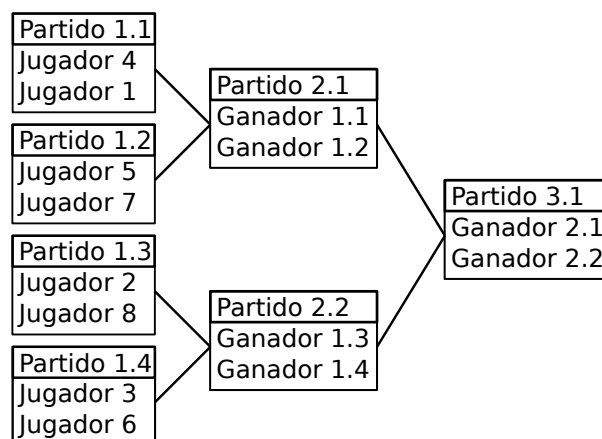 Partido 1.1
Jugador 4
Jugador 1
Partido 1.2
Jugador 5
Jugador 7
Partido 1.3
Jugador 2
Jugador 8
Partido 1.4
Jugador 3
Jugador 6
Partido 2.1
Ganador 1.1
Ganador 1.2
Partido 2.2
Ganador 1.3
Ganador 1.4
Partido 3.1
Ganador 2.1
Ganador 2.2